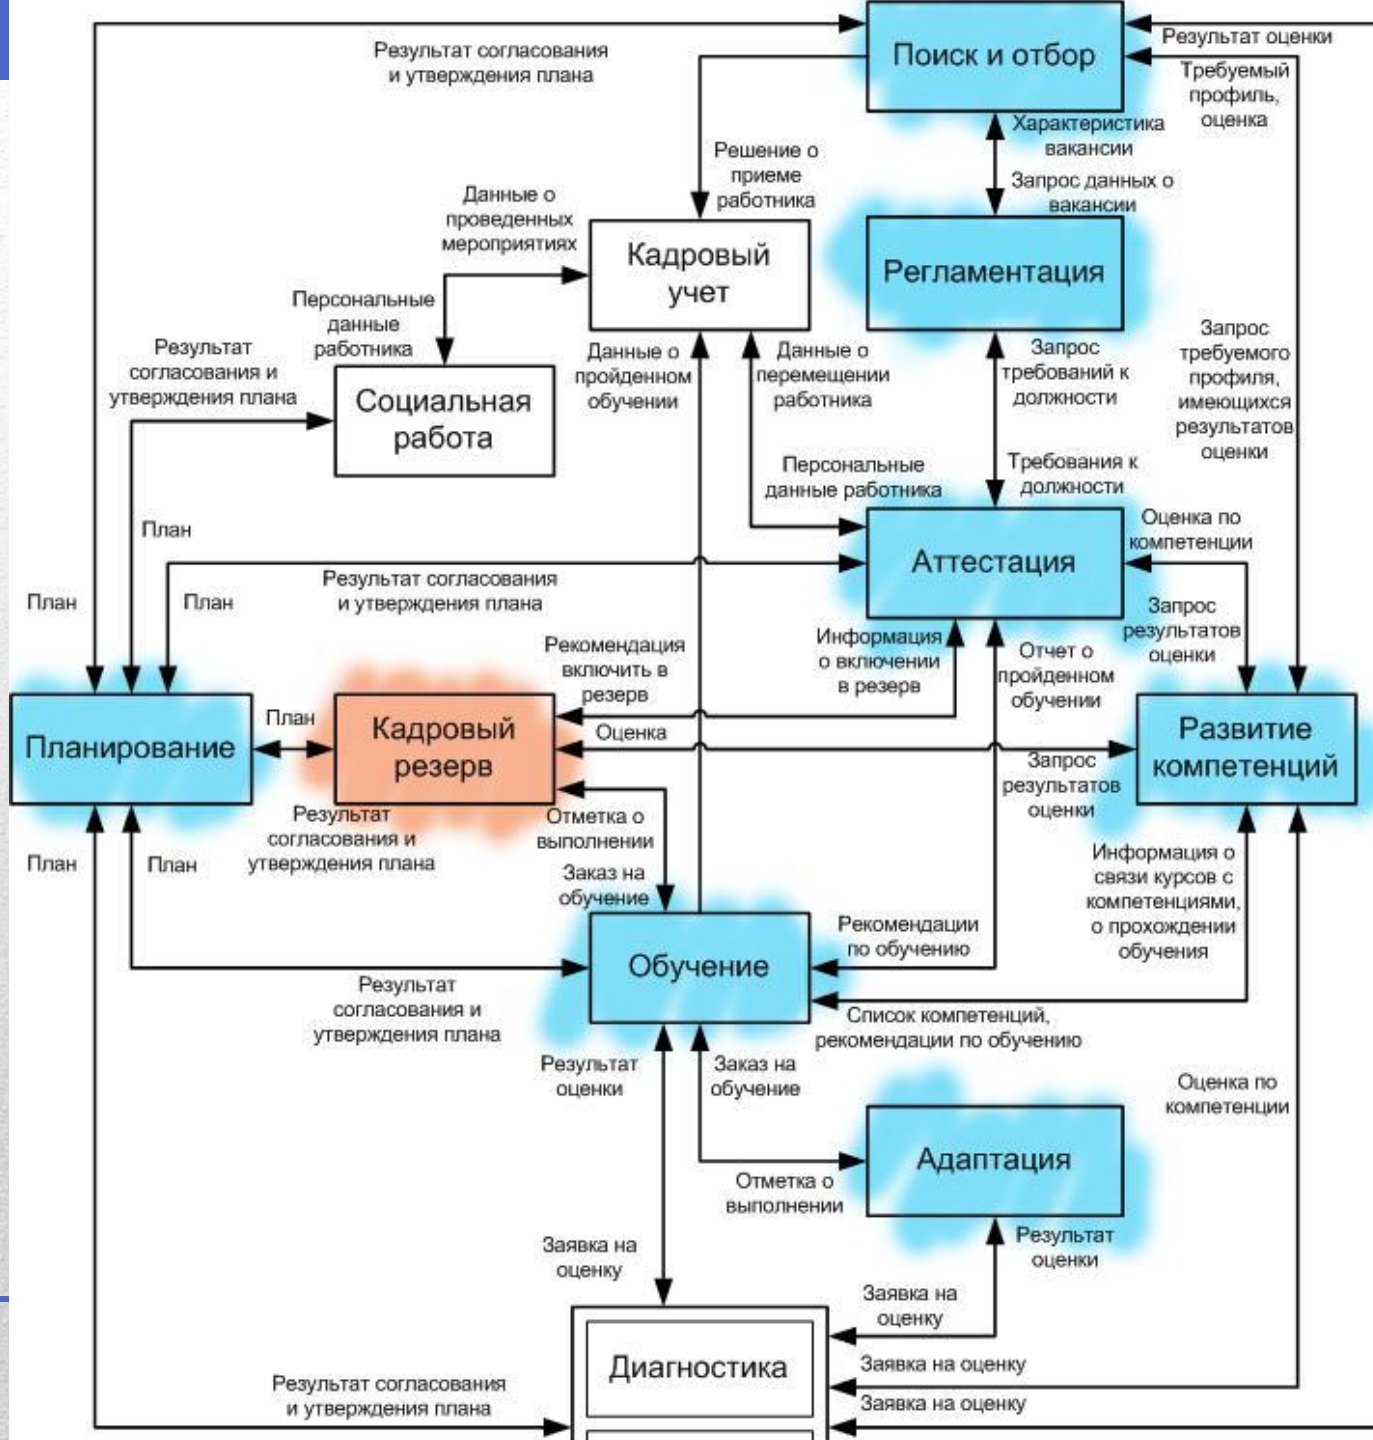 Результат согласования
и утверждения плана
Поиск и отбор
Результат оценки
Требуемый
профиль,
оценка
Решение о
приеме
работника
Характеристика
вакансии
Запрос данных о
вакансии
Данные о
проведенных
мероприятиях
Кадровый
учет
Регламентация
Персональные
данные
работника
Результат
согласования и
утверждения плана
Социальная
работа
Данные о
пройденном
обучении
Данные о
перемещении
работника
Запрос
требований к
должности
Запрос
требуемого
профиля,
имеющихся
результатов
оценки
Персональные
данные работника
Требования к
должности
План
Аттестация
Оценка по
компетенции
Результат согласования
и утверждения плана
План
План
Запрос
результатов
оценки
Рекомендация
включить в
резерв
Информация
о включении
в резерв
Отчет о
пройденном
обучении
Планирование
План
Кадровый
резерв
Оценка
Развитие
компетенций
Запрос
результатов
оценки
Результат
согласования и
утверждения плана
Отметка о
выполнении
План
План
Заказ на
обучение
Информация о
связи курсов с
компетенциями,
о прохождении
обучения
Обучение
Рекомендации
по обучению
Результат
согласования и
утверждения плана
Список компетенций,
рекомендации по обучению
Результат
оценки
Заказ на
обучение
Оценка по
компетенции
Адаптация
Отметка о
выполнении
Заявка на
оценку
Результат
оценки
Заявка на
оценку
Диагностика
Заявка на оценку
Результат согласования
и утверждения плана
Заявка на оценку